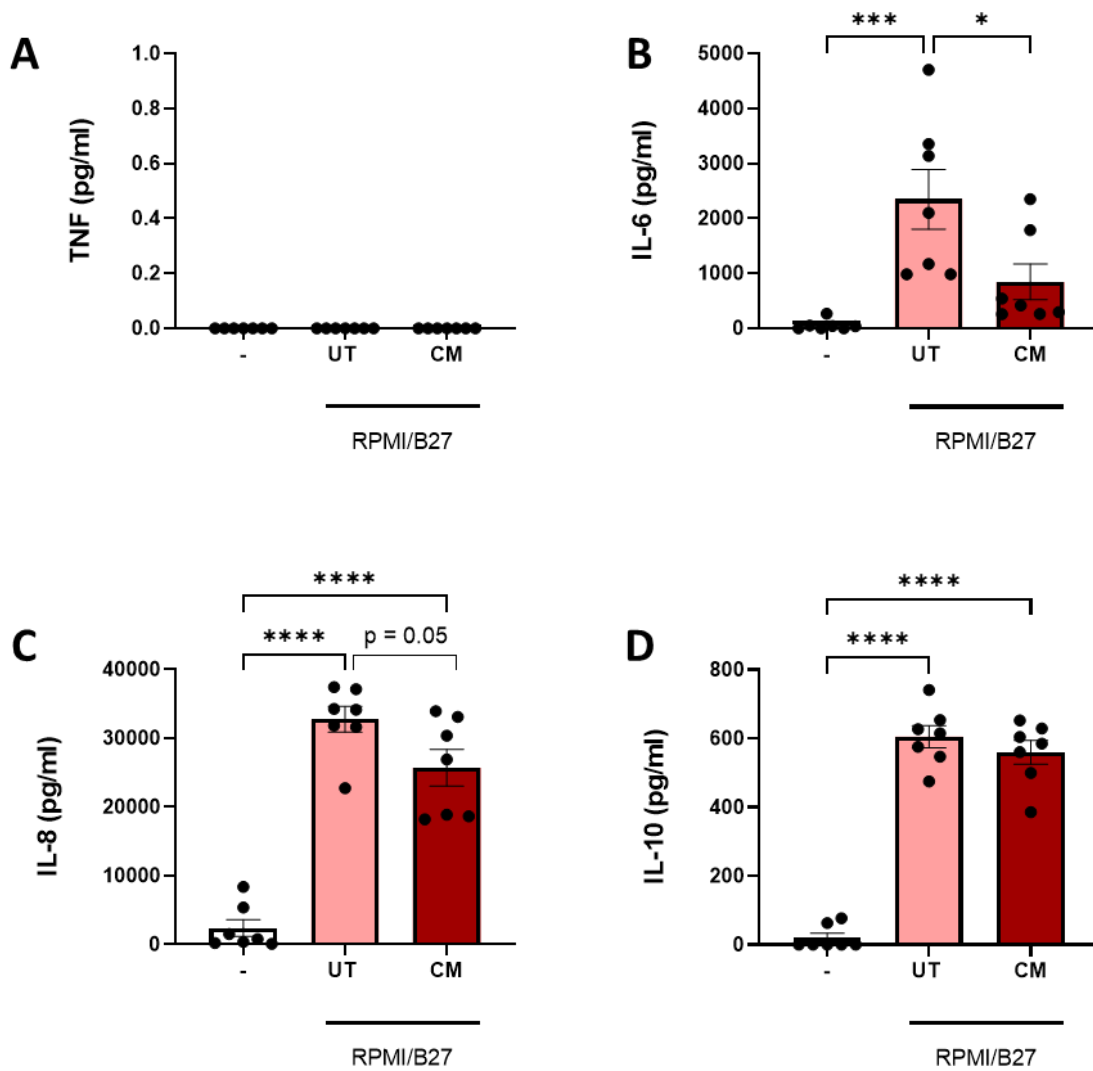 A
TNF (pg/ml)
1.0
0.8
0.6
0.4
0.2
0.0
- UT CM
RPMI/B27
B
*** *
IL-6 (pg/ml)
5000
4000
3000
2000
1000
0
- UT CM
RPMI/B27
C
****
**** p = 0.05
IL-8 (pg/ml)
40000
30000
20000
10000
0
- UT CM
RPMI/B27
D
****
****
IL-10 (pg/ml)
800
600
400
200
0
- UT CM
RPMI/B27